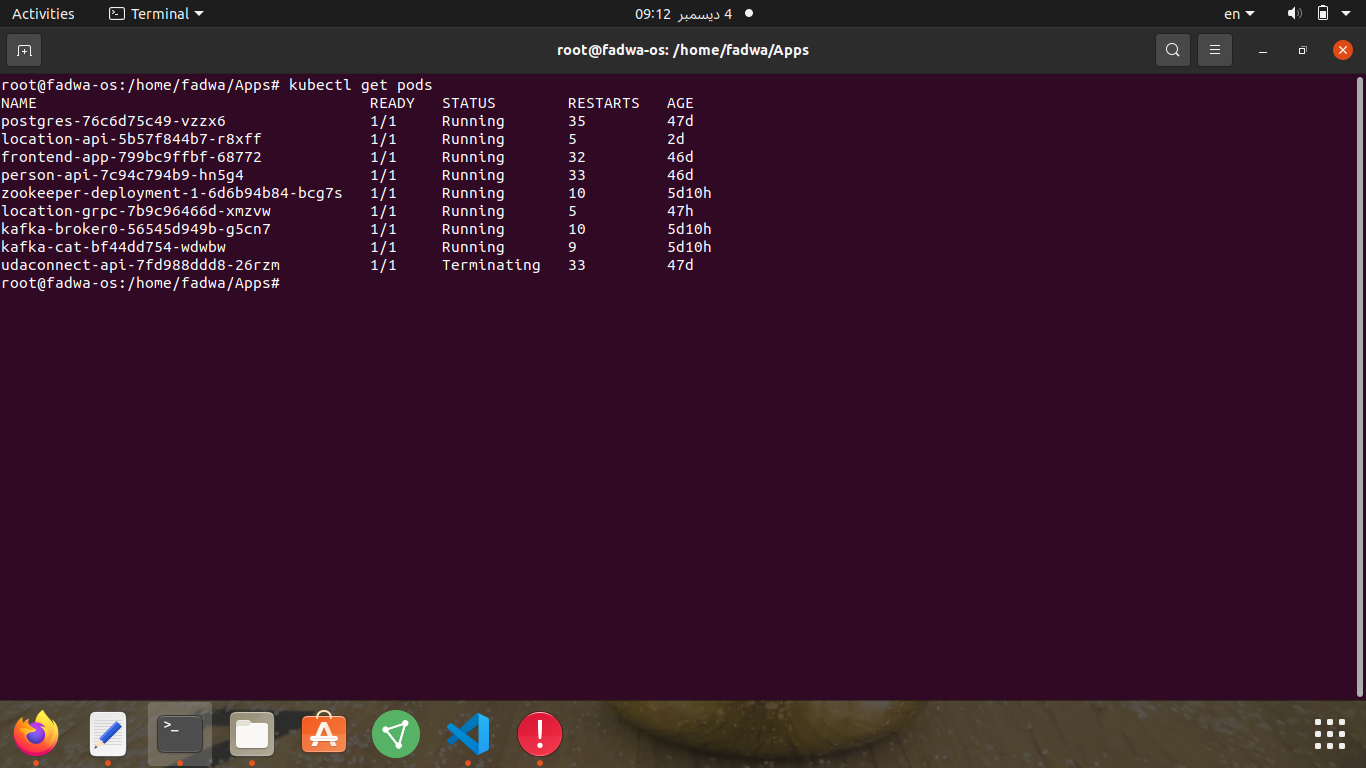 Activities
Terminal
09:12 4 ديسمبر
en
root@fadwa-os: /home/fadwa/Apps
root@fadwa-os:/home/fadwa/Apps# kubectl get pods
NAME READY STATUS RESTARTS AGE
postgres-76c6d75c49-vzzx6 1/1 Running 35 47d
location-api-5b57f844b7-r8xff 1/1 Running 5 2d
frontend-app-799bc9ffbf-68772 1/1 Running 32 46d
person-api-7c94c794b9-hn5g4 1/1 Running 33 46d
zookeeper-deployment-1-6d6b94b84-bcg7s 1/1 Running 10 5d10h
location-grpc-7b9c96466d-xmzvw 1/1 Running 5 47h
kafka-broker0-56545d949b-g5cn7 1/1 Running 10 5d10h
kafka-cat-bf44dd754-wdwbw 1/1 Running 9 5d10h
udaconnect-api-7fd988ddd8-26rzm 1/1 Terminating 33 47d
root@fadwa-os:/home/fadwa/Apps#